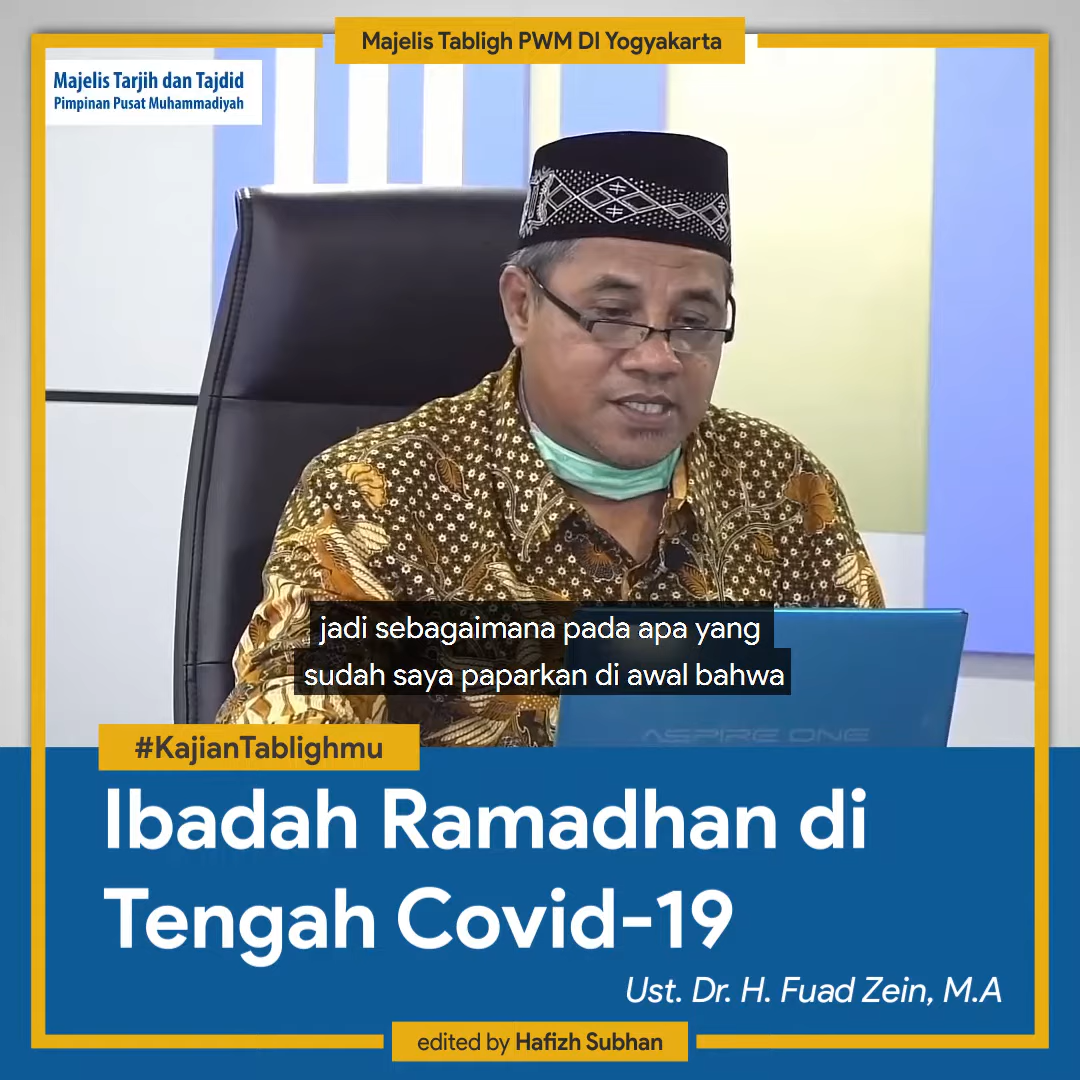 Majelis Tabligh PWM DI Yogyakarta
Majelis Tarjih dan Tajdid
Pimpinan Pusat Muhammadiyah
jadi sebagaimana pada apa yang
sudah saya paparkan di awal bahwa
ASPIRE ONE
#KajianTablighmu
Ibadah Ramadhan di
Tengah Covid-19
Ust. Dr. H. Fuad Zein, M.A
edited by Hafizh Subhan